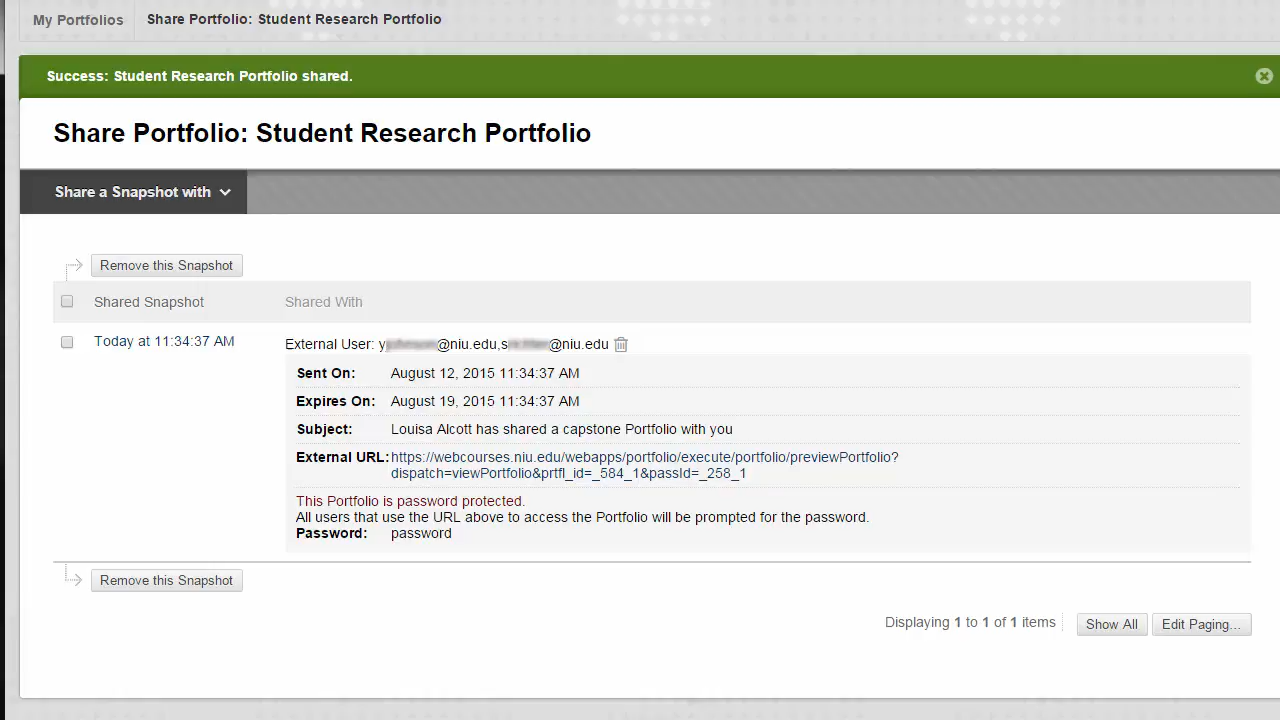 My Portfolios
Share Portfolio: Student Research Portfolio
Success: Student Research Portfolio shared.
Share Portfolio: Student Research Portfolio
Share a Snapshot with
Remove this Snapshot
Shared Snapshot
Shared With
Today at 11:34:37 AM
External User: y @niu.edu,s @niu.edu
Sent On: August 12, 2015 11:34:37 AM
Expires On: August 19, 2015 11:34:37 AM
Subject: Louisa Alcott has shared a capstone Portfolio with you
External URL: https://webcourses.niu.edu/webapps/portfolio/execute/portfolio/previewPortfolio?
dispatch=viewPortfolio&prtfl_id=_584_1&passId=_258_1
This Portfolio is password protected.
All users that use the URL above to access the Portfolio will be prompted for the password.
Password: password
Remove this Snapshot
Displaying 1 to 1 of 1 items
Show All
Edit Paging...